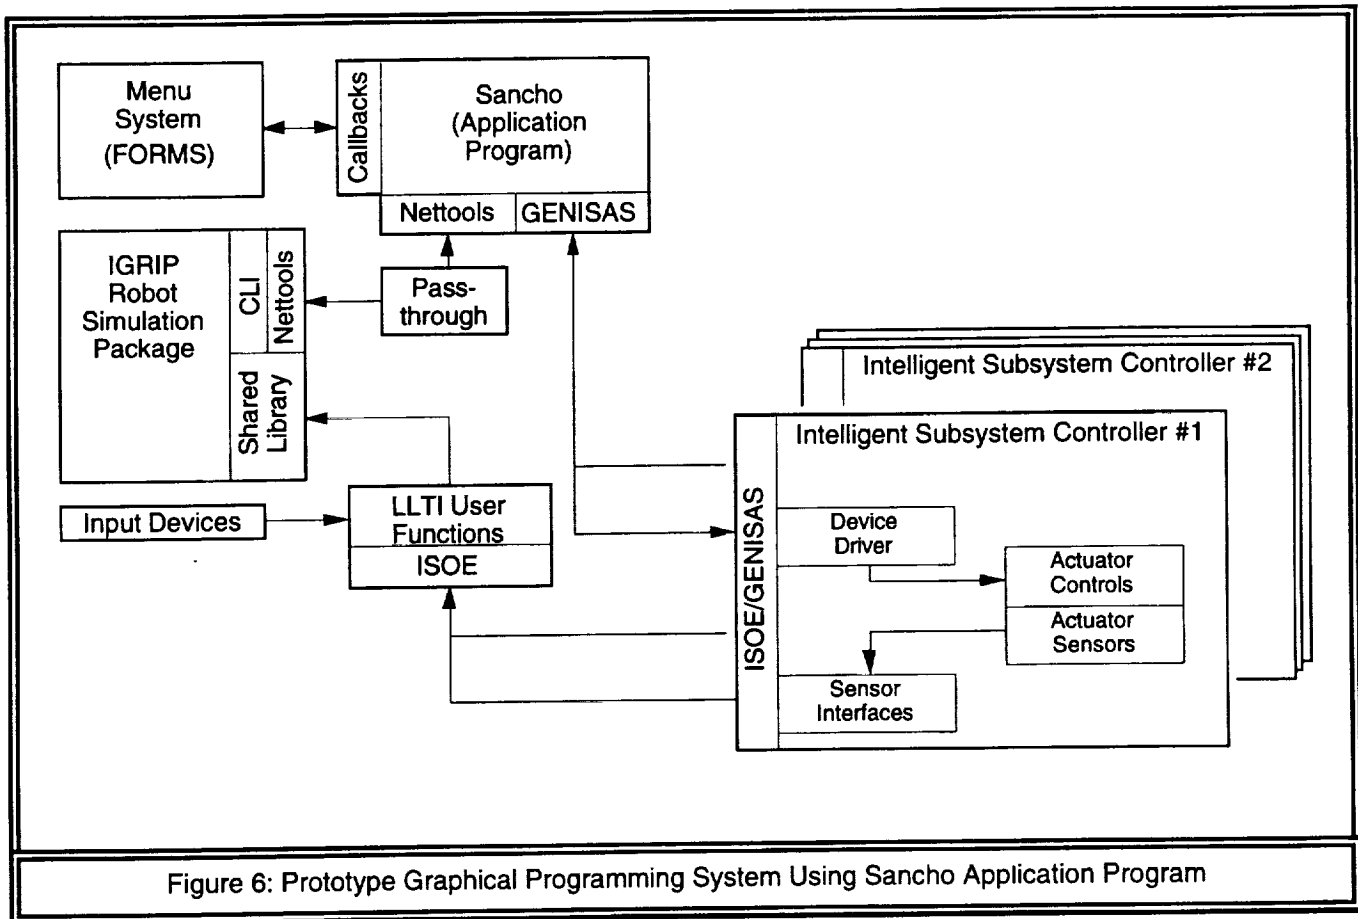 Menu
System
(FORMS)
Callbacks
Sancho
(Application
Program)
Nettools
GENISAS
IGRIP
Robot
Simulation
Package
CLI
Nettools
Shared
Library
Pass-
through
Input Devices
LLTI User
Functions
ISOE
Intelligent Subsystem Controller #2
Intelligent Subsystem Controller #1
ISOE/GENISAS
Device
Driver
Actuator
Controls
Actuator
Sensors
Sensor
Interfaces
Figure 6: Prototype Graphical Programming System Using Sancho Application Program